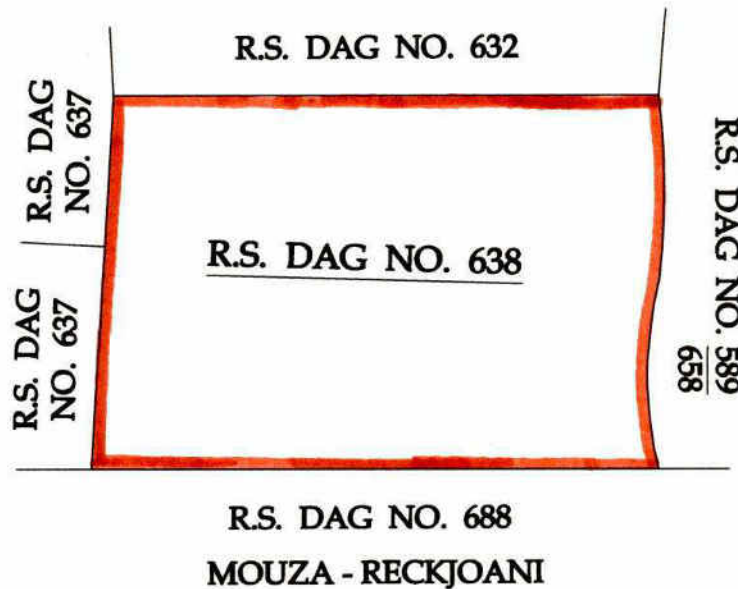 R.S. DAG NO. 632
R.S. DAG
NO. 637
R.S. DAG NO. 638
R.S. DAG
NO. 637
R.S. DAG NO. 589
658
R.S. DAG NO. 688
MOUZA - RECKJOANI